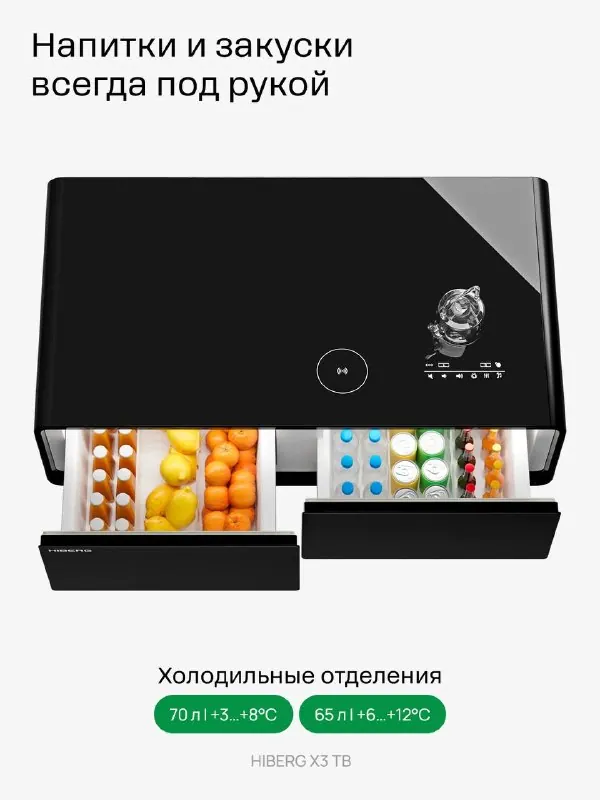 Напитки и закуски
всегда под рукой
HIBERG
Холодильные отделения
70 л | +3...+8°C
65 л | +6...+12°C
HIBERG X3 TB